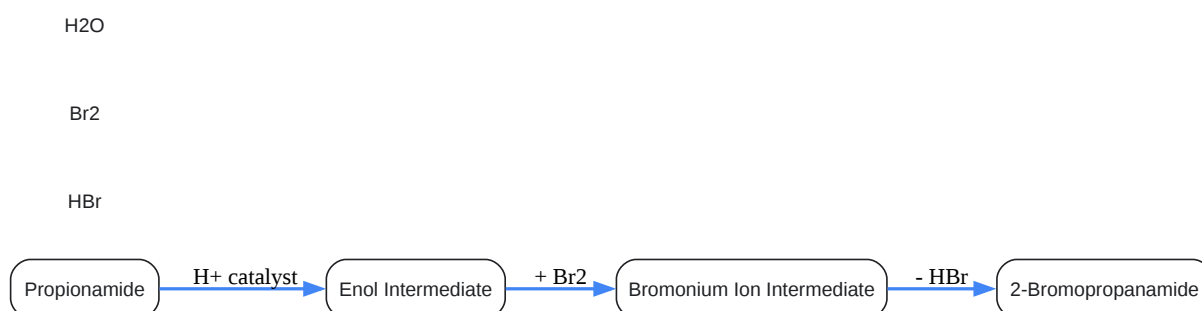 H2O
Br2
HBr
Propionamide
H+ catalyst
Enol Intermediate
+ Br2
Bromonium Ion Intermediate
- HBr
2-Bromopropanamide